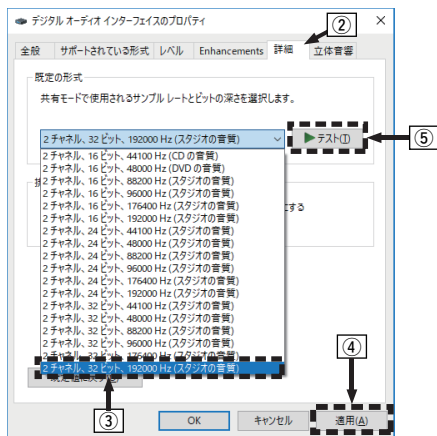 デジタル オーディオ インターフェイスのプロパティ
②
全般 サポートされている形式 レベル Enhancements 詳細 立体音響
既定の形式
共有モードで使用されるサンプル レートとビットの深さを選択します。
2 チャネル、32 ビット、192000 Hz (スタジオの音質)
▶テスト(T)
⑤
2 チャネル、16 ビット、44100 Hz (CD の音質)
2 チャネル、16 ビット、48000 Hz (DVD の音質)
2 チャネル、16 ビット、88200 Hz (スタジオの音質)
2 チャネル、16 ビット、96000 Hz (スタジオの音質)
2 チャネル、16 ビット、176400 Hz (スタジオの音質)
2 チャネル、16 ビット、192000 Hz (スタジオの音質)
2 チャネル、24 ビット、44100 Hz (スタジオの音質)
2 チャネル、24 ビット、48000 Hz (スタジオの音質)
2 チャネル、24 ビット、88200 Hz (スタジオの音質)
2 チャネル、24 ビット、96000 Hz (スタジオの音質)
2 チャネル、24 ビット、176400 Hz (スタジオの音質)
2 チャネル、24 ビット、192000 Hz (スタジオの音質)
2 チャネル、32 ビット、44100 Hz (スタジオの音質)
2 チャネル、32 ビット、48000 Hz (スタジオの音質)
2 チャネル、32 ビット、88200 Hz (スタジオの音質)
2 チャネル、32 ビット、96000 Hz (スタジオの音質)
2 チャネル、32 ビット、176400 Hz (スタジオの音質)
2 チャネル、32 ビット、192000 Hz (スタジオの音質)
する
④
③
OK キャンセル 適用(A)